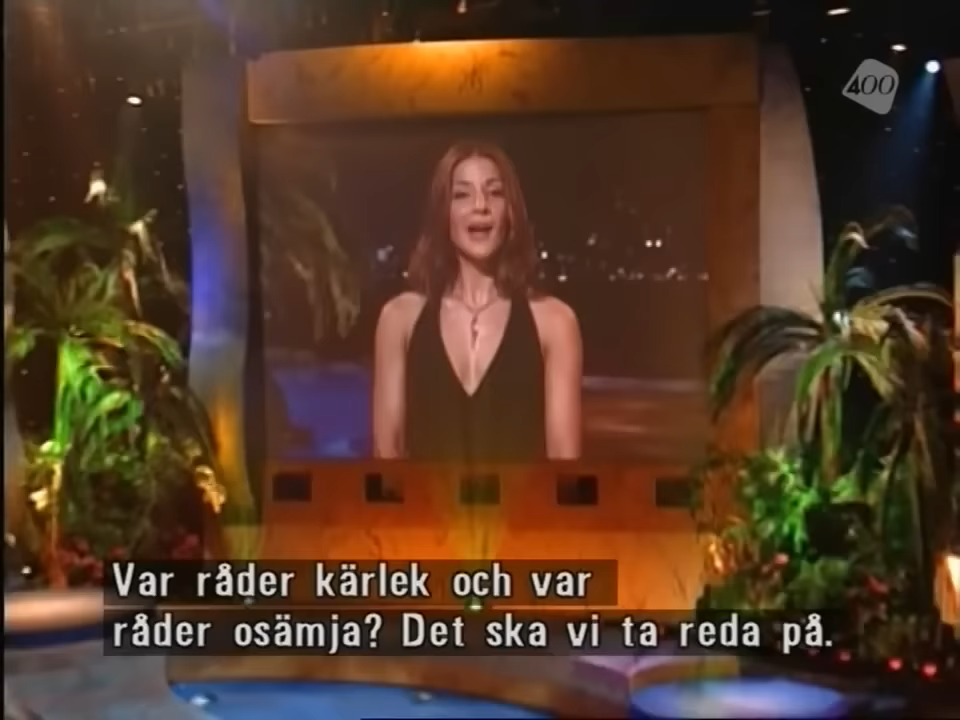 400
Var råder kärlek och var
råder osämja? Det ska vi ta reda på.